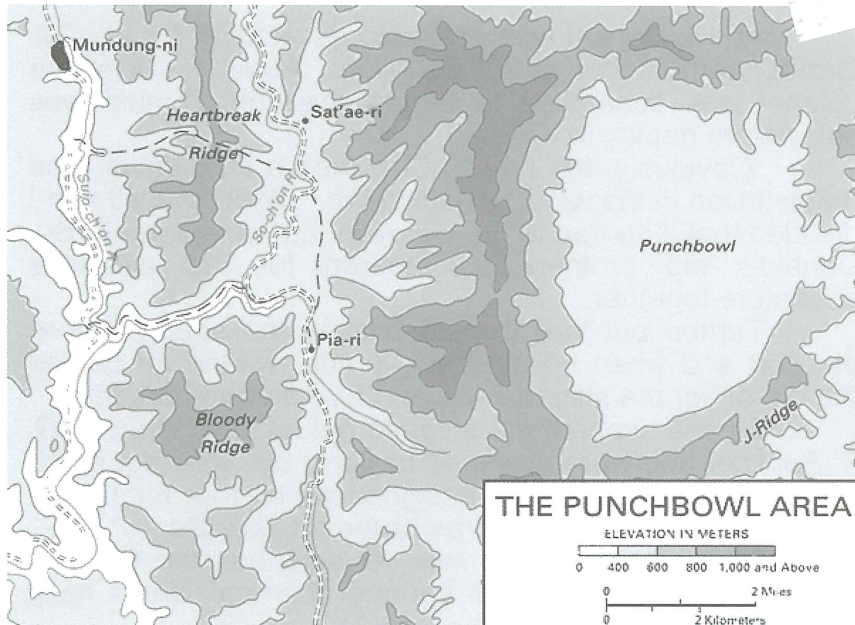 Mundung-ni
Heartbreak
Ridge
Sat'ae-ri
Suip-ch'on R
So-ch'on R
Punchbowl
Pia-ri
Bloody
Ridge
J-Ridge
THE PUNCHBOWL AREA
ELEVATION IN METERS
0 400 600 800 1,000 and Above
0 2 Miles
0 2 Kilometers